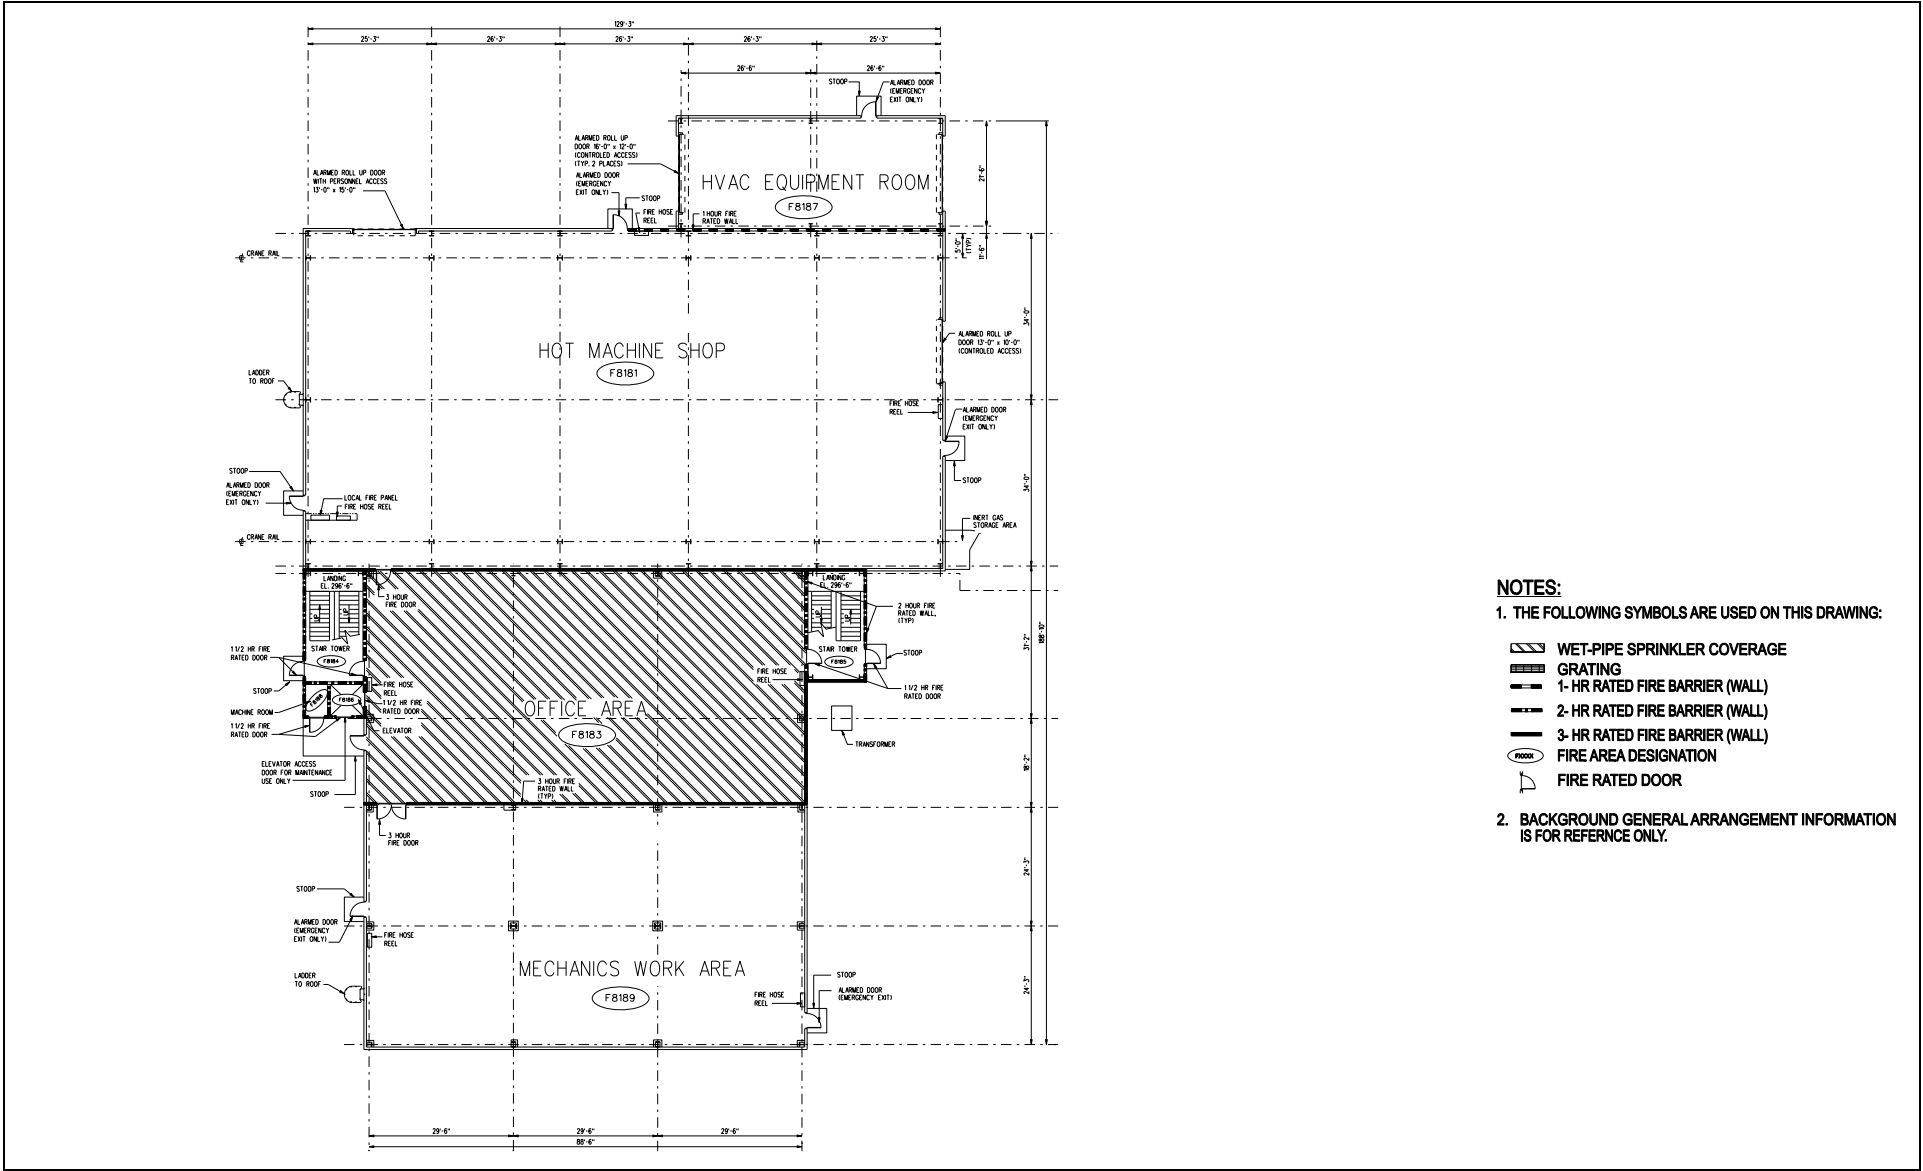 129'-3"
25'-3"
26'-3"
26'-3"
26'-3"
25'-3"
26'-6"
26'-6"
STOOP
ALARMED DOOR
(EMERGENCY
EXIT ONLY)
ALARMED ROLL UP
DOOR 16'-0" x 12'-0"
(CONTROLED ACCESS)
(TYP. 2 PLACES)
ALARMED DOOR
(EMERGENCY
EXIT ONLY)
STOOP
FIRE HOSE
REEL
1 HOUR FIRE
RATED WALL
HVAC EQUIPMENT ROOM
F8187
21'-6"
ALARMED ROLL UP DOOR
WITH PERSONNEL ACCESS
13'-0" x 15'-0"
5'-0"
(TYP)
11'-6"
CRANE RAIL
34'-0"
HOT MACHINE SHOP
F8181
ALARMED ROLL UP
DOOR 13'-0" x 10'-0"
(CONTROLED ACCESS)
LADDER
TO ROOF
FIRE HOSE
REEL
ALARMED DOOR
(EMERGENCY
EXIT ONLY)
STOOP
34'-0"
STOOP
ALARMED DOOR
(EMERGENCY
EXIT ONLY)
LOCAL FIRE PANEL
FIRE HOSE REEL
INERT GAS
STORAGE AREA
CRANE RAIL
LANDING
EL. 296'-6"
UP
UP
STAIR TOWER
F8184
3 HOUR
FIRE DOOR
LANDING
EL. 296'-6"
UP
UP
STAIR TOWER
F8185
2 HOUR FIRE
RATED WALL,
(TYP)
188'-10"
31'-2"
1 1/2 HR FIRE
RATED DOOR
STOOP
MACHINE ROOM
F8188
F8186
1 1/2 HR FIRE
RATED DOOR
FIRE HOSE
REEL
1 1/2 HR FIRE
RATED DOOR
ELEVATOR
FIRE HOSE
REEL
STOOP
1 1/2 HR FIRE
RATED DOOR
OFFICE AREA
F8183
TRANSFORMER
18'-2"
ELEVATOR ACCESS
DOOR FOR MAINTENANCE
USE ONLY
STOOP
3 HOUR FIRE
RATED WALL
(TYP)
3 HOUR
FIRE DOOR
24'-3"
STOOP
ALARMED DOOR
(EMERGENCY
EXIT ONLY)
FIRE HOSE
REEL
LADDER
TO ROOF
MECHANICS WORK AREA
F8189
FIRE HOSE
REEL
STOOP
ALARMED DOOR
(EMERGENCY EXIT)
24'-3"
29'-6"
29'-6"
29'-6"
88'-6"
NOTES:
1. THE FOLLOWING SYMBOLS ARE USED ON THIS DRAWING:
WET-PIPE SPRINKLER COVERAGE
GRATING
1- HR RATED FIRE BARRIER (WALL)
2- HR RATED FIRE BARRIER (WALL)
3- HR RATED FIRE BARRIER (WALL)
FXXXX FIRE AREA DESIGNATION
FIRE RATED DOOR
2. BACKGROUND GENERAL ARRANGEMENT INFORMATION
IS FOR REFERNCE ONLY.